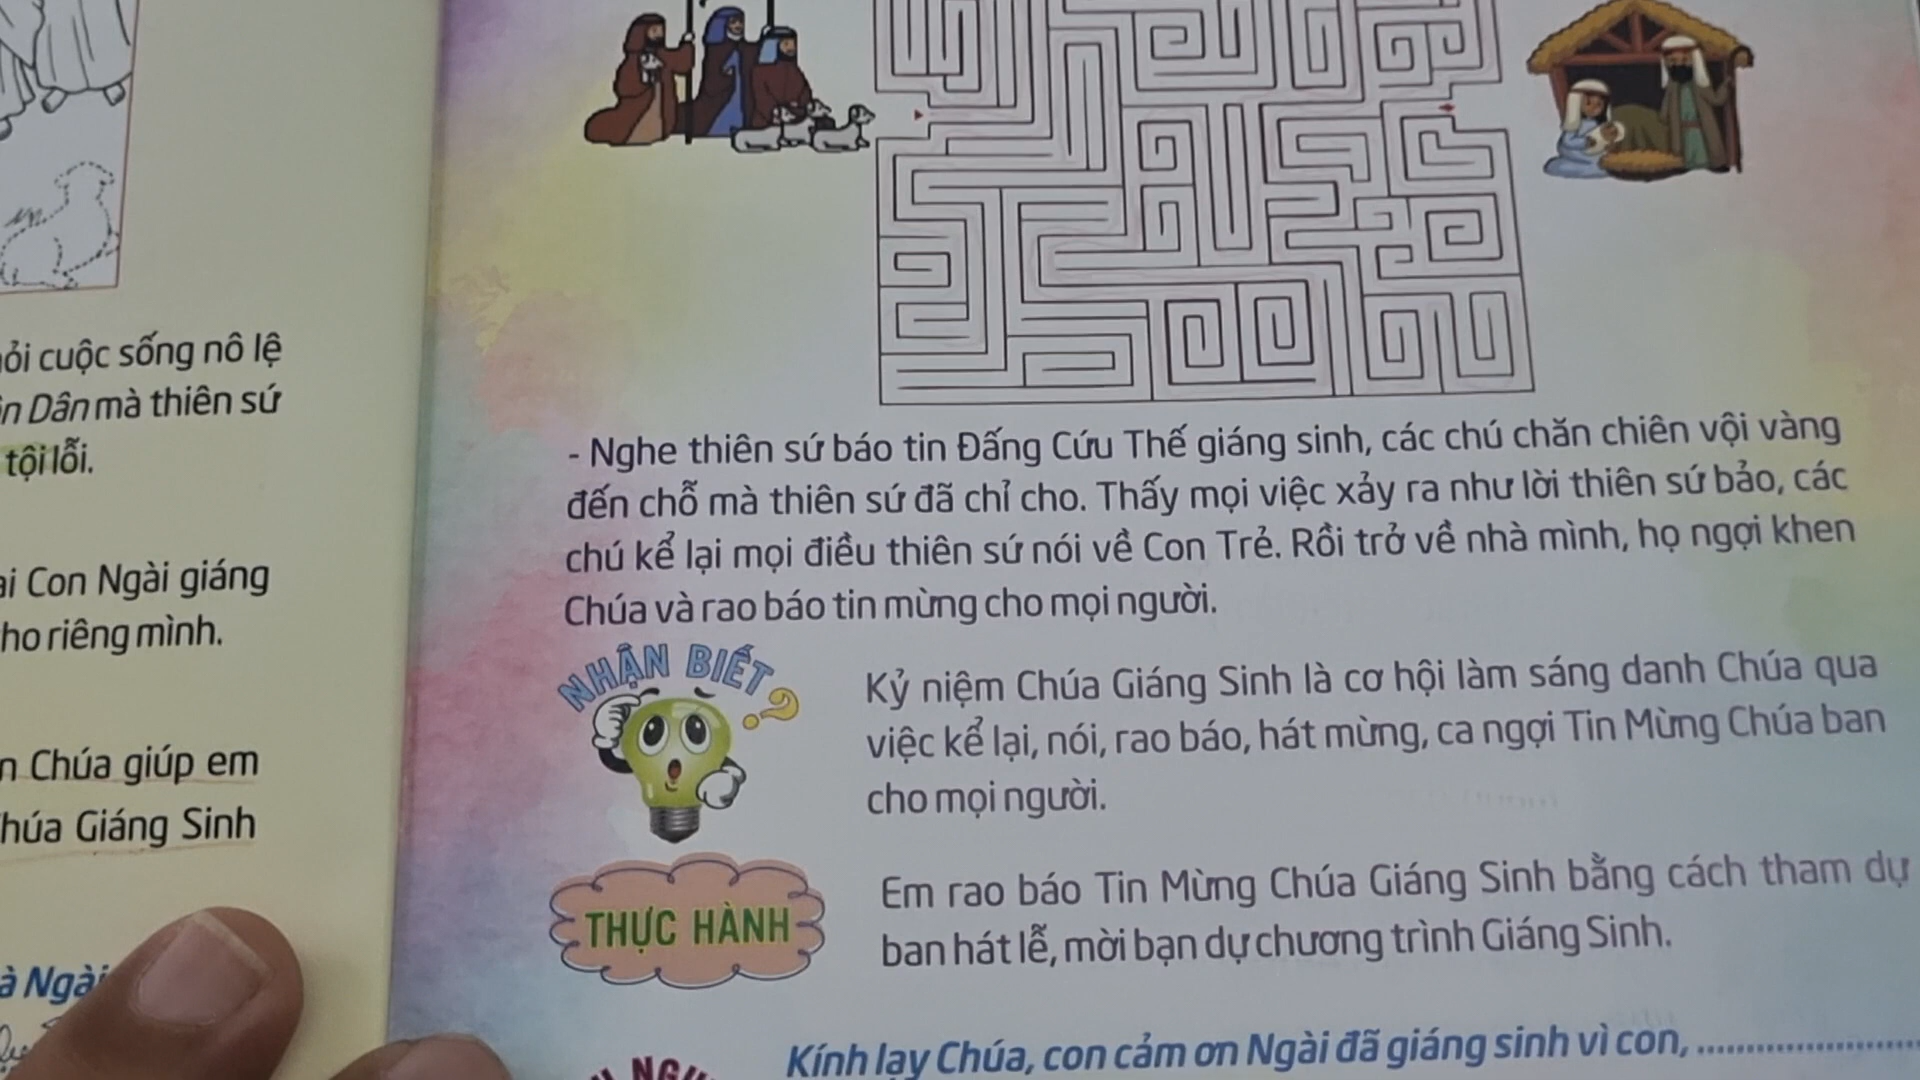 cuộc sống nô lệ
Dân mà thiên sứ
tội lỗi.
Con Ngài giáng
riêng mình.
Chúa giúp em
Giáng Sinh
Ngài
- Nghe thiên sứ báo tin Đấng Cứu Thế giáng sinh, các chú chăn chiên vội vàng
đến chỗ mà thiên sứ đã chỉ cho. Thấy mọi việc xảy ra như lời thiên sứ bảo, các
chú kể lại mọi điều thiên sứ nói về Con Trẻ. Rồi trở về nhà mình, họ ngợi khen
Chúa và rao báo tin mừng cho mọi người.
NHẬN BIẾT ?
Kỷ niệm Chúa Giáng Sinh là cơ hội làm sáng danh Chúa qua
việc kể lại, nói, rao báo, hát mừng, ca ngợi Tin Mừng Chúa ban
cho mọi người.
THỰC HÀNH
Em rao báo Tin Mừng Chúa Giáng Sinh bằng cách tham dự
ban hát lễ, mời bạn dự chương trình Giáng Sinh.
Kính lạy Chúa, con cảm ơn Ngài đã giáng sinh vì con, ......................